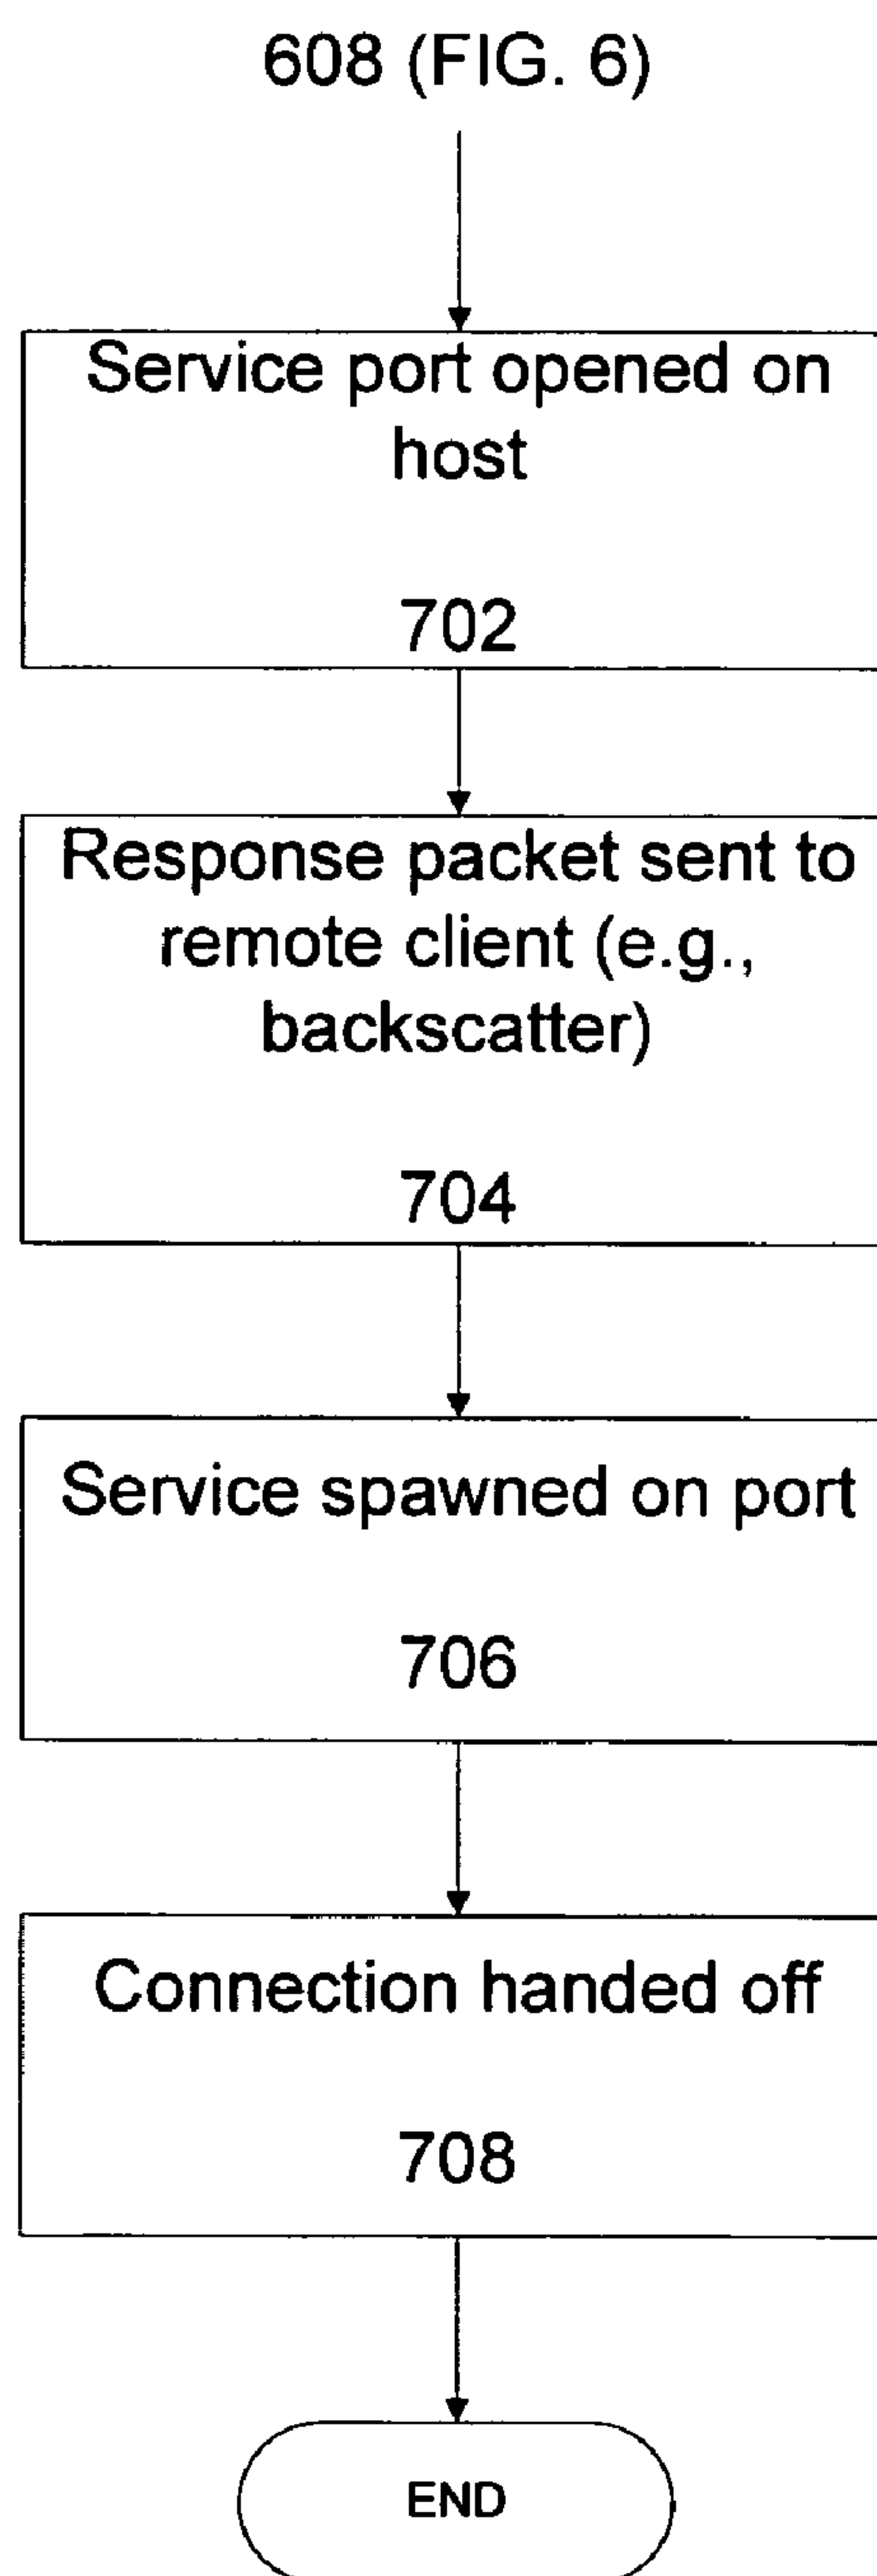 608 (FIG. 6)
Service port opened on
host
702
Response packet sent to
remote client (e.g.,
backscatter)
704
Service spawned on port
706
Connection handed off
708
END